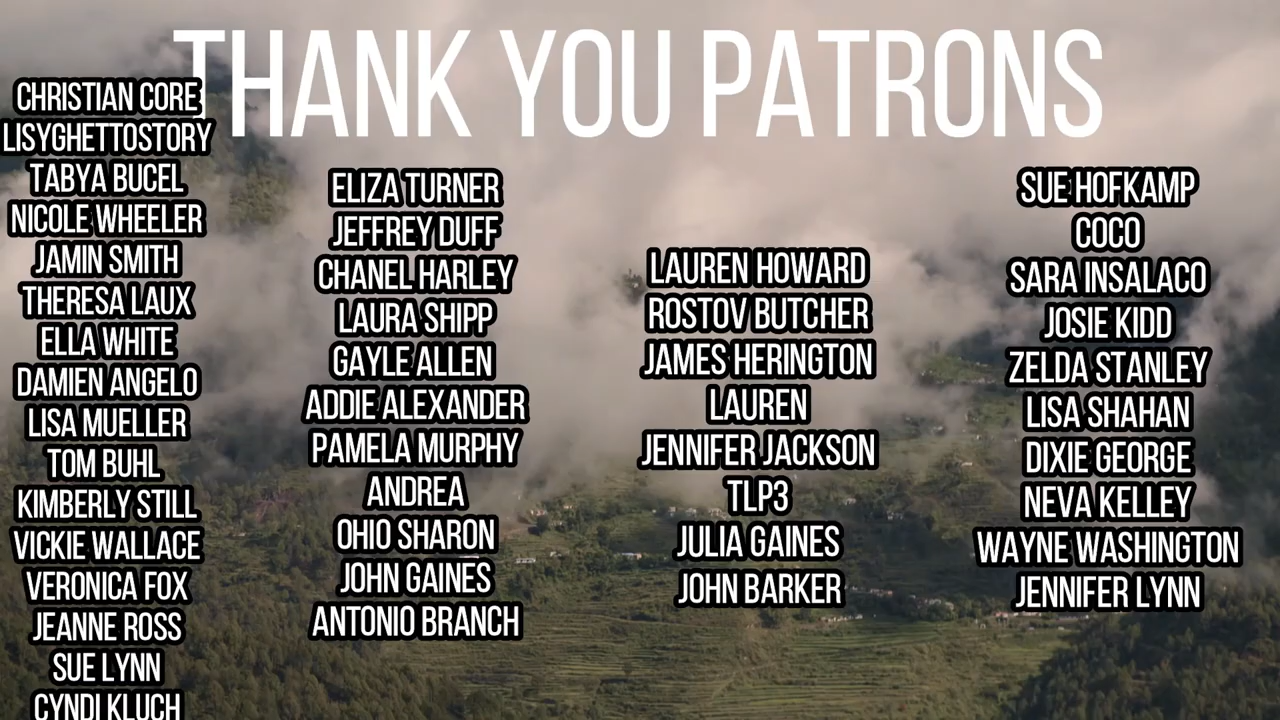 THANK YOU PATRONS
CHRISTIAN CORE
LISYGHETTOSTORY
TABYA BUCEL
NICOLE WHEELER
JAMIN SMITH
THERESA LAUX
ELLA WHITE
DAMIEN ANGELO
LISA MUELLER
TOM BUHL
KIMBERLY STILL
VICKIE WALLACE
VERONICA FOX
JEANNE ROSS
SUE LYNN
CYNDI KLUCH
ELIZA TURNER
JEFFREY DUFF
CHANEL HARLEY
LAURA SHIPP
GAYLE ALLEN
ADDIE ALEXANDER
PAMELA MURPHY
ANDREA
OHIO SHARON
JOHN GAINES
ANTONIO BRANCH
LAUREN HOWARD
ROSTOV BUTCHER
JAMES HERINGTON
LAUREN
JENNIFER JACKSON
TLP3
JULIA GAINES
JOHN BARKER
SUE HOFKAMP
COCO
SARA INSALACO
JOSIE KIDD
ZELDA STANLEY
LISA SHAHAN
DIXIE GEORGE
NEVA KELLEY
WAYNE WASHINGTON
JENNIFER LYNN